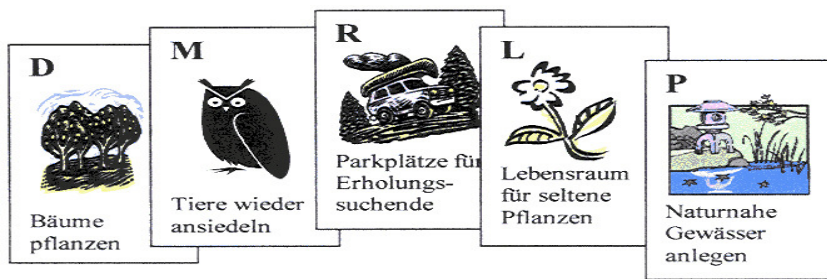 D
Bäume
pflanzen
M
Tiere wieder
ansiedeln
R
Parkplätze für
Erholungs-
suchende
L
Lebensraum
für seltene
Pflanzen
P
Naturnahe
Gewässer
anlegen